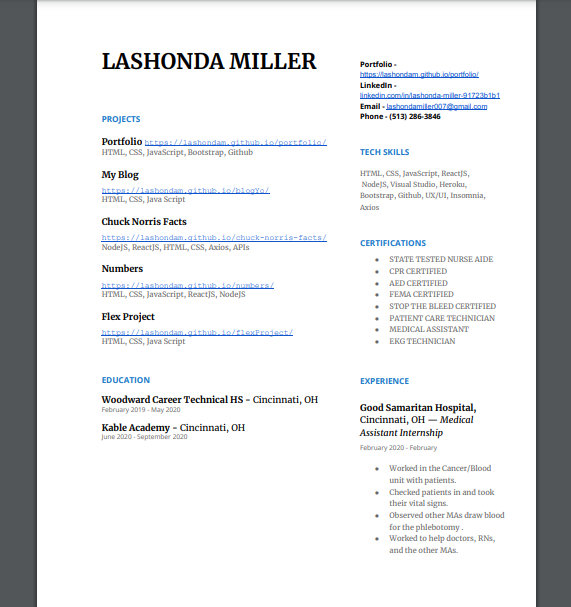 LASHONDA MILLER
PROJECTS
Portfolio https://lashondam.github.io/portfolio/
HTML, CSS, JavaScript, Bootstrap, Github
My Blog
https://lashondam.github.io/blogYo/
HTML, CSS, Java Script
Chuck Norris Facts
https://lashondam.github.io/chuck-norris-facts/
NodeJS, ReactJS, HTML, CSS, Axios, APIs
Numbers
https://lashondam.github.io/numbers/
HTML, CSS, JavaScript, ReactJS, NodeJS
Flex Project
https://lashondam.github.io/flexProject/
HTML, CSS, Java Script
EDUCATION
Woodward Career Technical HS - Cincinnati, OH
February 2019 - May 2020
Kable Academy - Cincinnati, OH
June 2020 - September 2020
Portfolio -
https://lashondam.github.io/portfolio/
LinkedIn -
linkedin.com/in/lashonda-miller-91723b1b1
Email - lashondamiller007@gmail.com
Phone - (513) 286-3846
TECH SKILLS
HTML, CSS, JavaScript, ReactJS,
NodeJS, Visual Studio, Heroku,
Bootstrap, Github, UX/UI, Insomnia,
Axios
CERTIFICATIONS
• STATE TESTED NURSE AIDE
• CPR CERTIFIED
• AED CERTIFIED
• FEMA CERTIFIED
• STOP THE BLEED CERTIFIED
• PATIENT CARE TECHNICIAN
• MEDICAL ASSISTANT
• EKG TECHNICIAN
EXPERIENCE
Good Samaritan Hospital,
Cincinnati, OH — Medical
Assistant Internship
February 2020 - February
• Worked in the Cancer/Blood
unit with patients.
• Checked patients in and took
their vital signs.
• Observed other MAs draw blood
for the phlebotomy .
• Worked to help doctors, RNs,
and the other MAs.